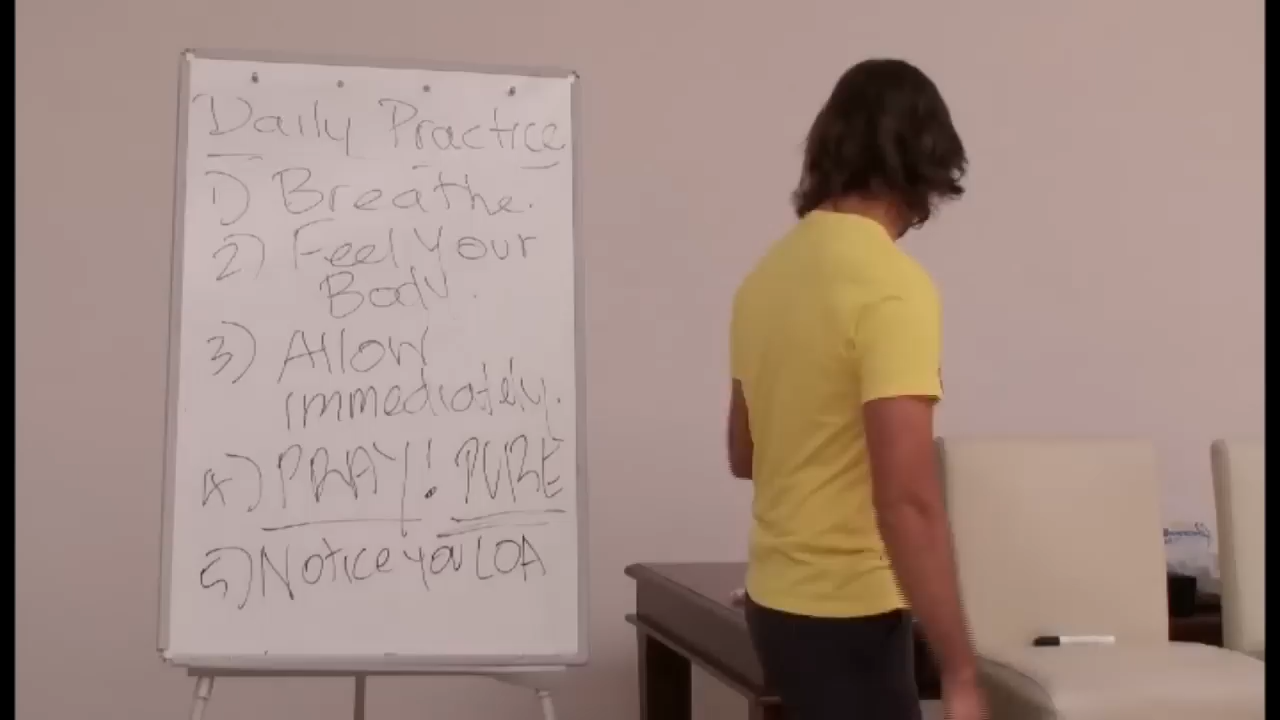 Daily Practice
1) Breathe.
2) Feel Your
Body.
3) Allow
immediately.
4) PRAY! PURE
5) Notice you LOA